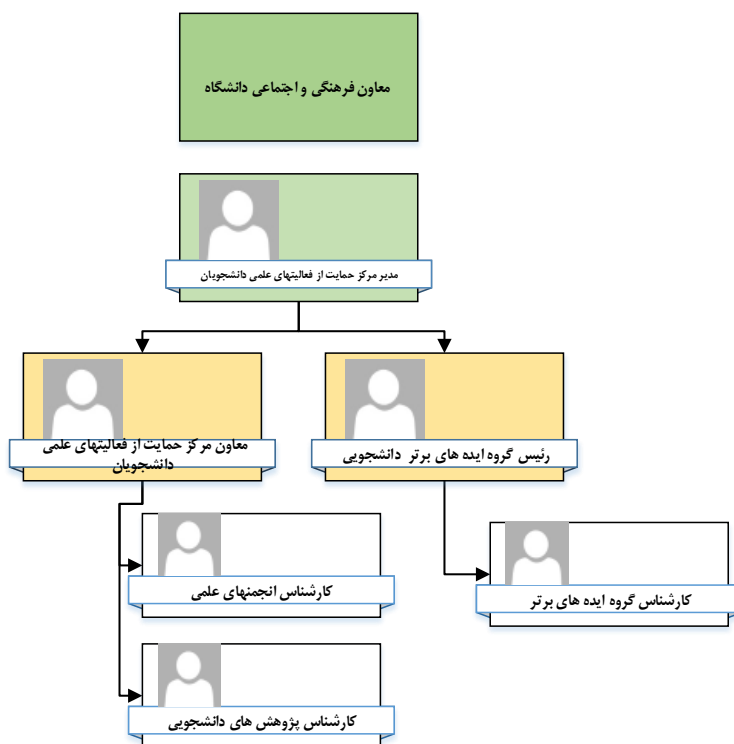 معاون فرهنگی و اجتماعی دانشگاه
مدیر مرکز حمایت از فعالیتهای علمی دانشجویان
رئیس گروه ایده های برتر دانشجویی
معاون مرکز حمایت از فعالیتهای علمی
دانشجویان
کارشناس گروه ایده های برتر
کارشناس انجمنهای علمی
کارشناس پژوهش های دانشجویی